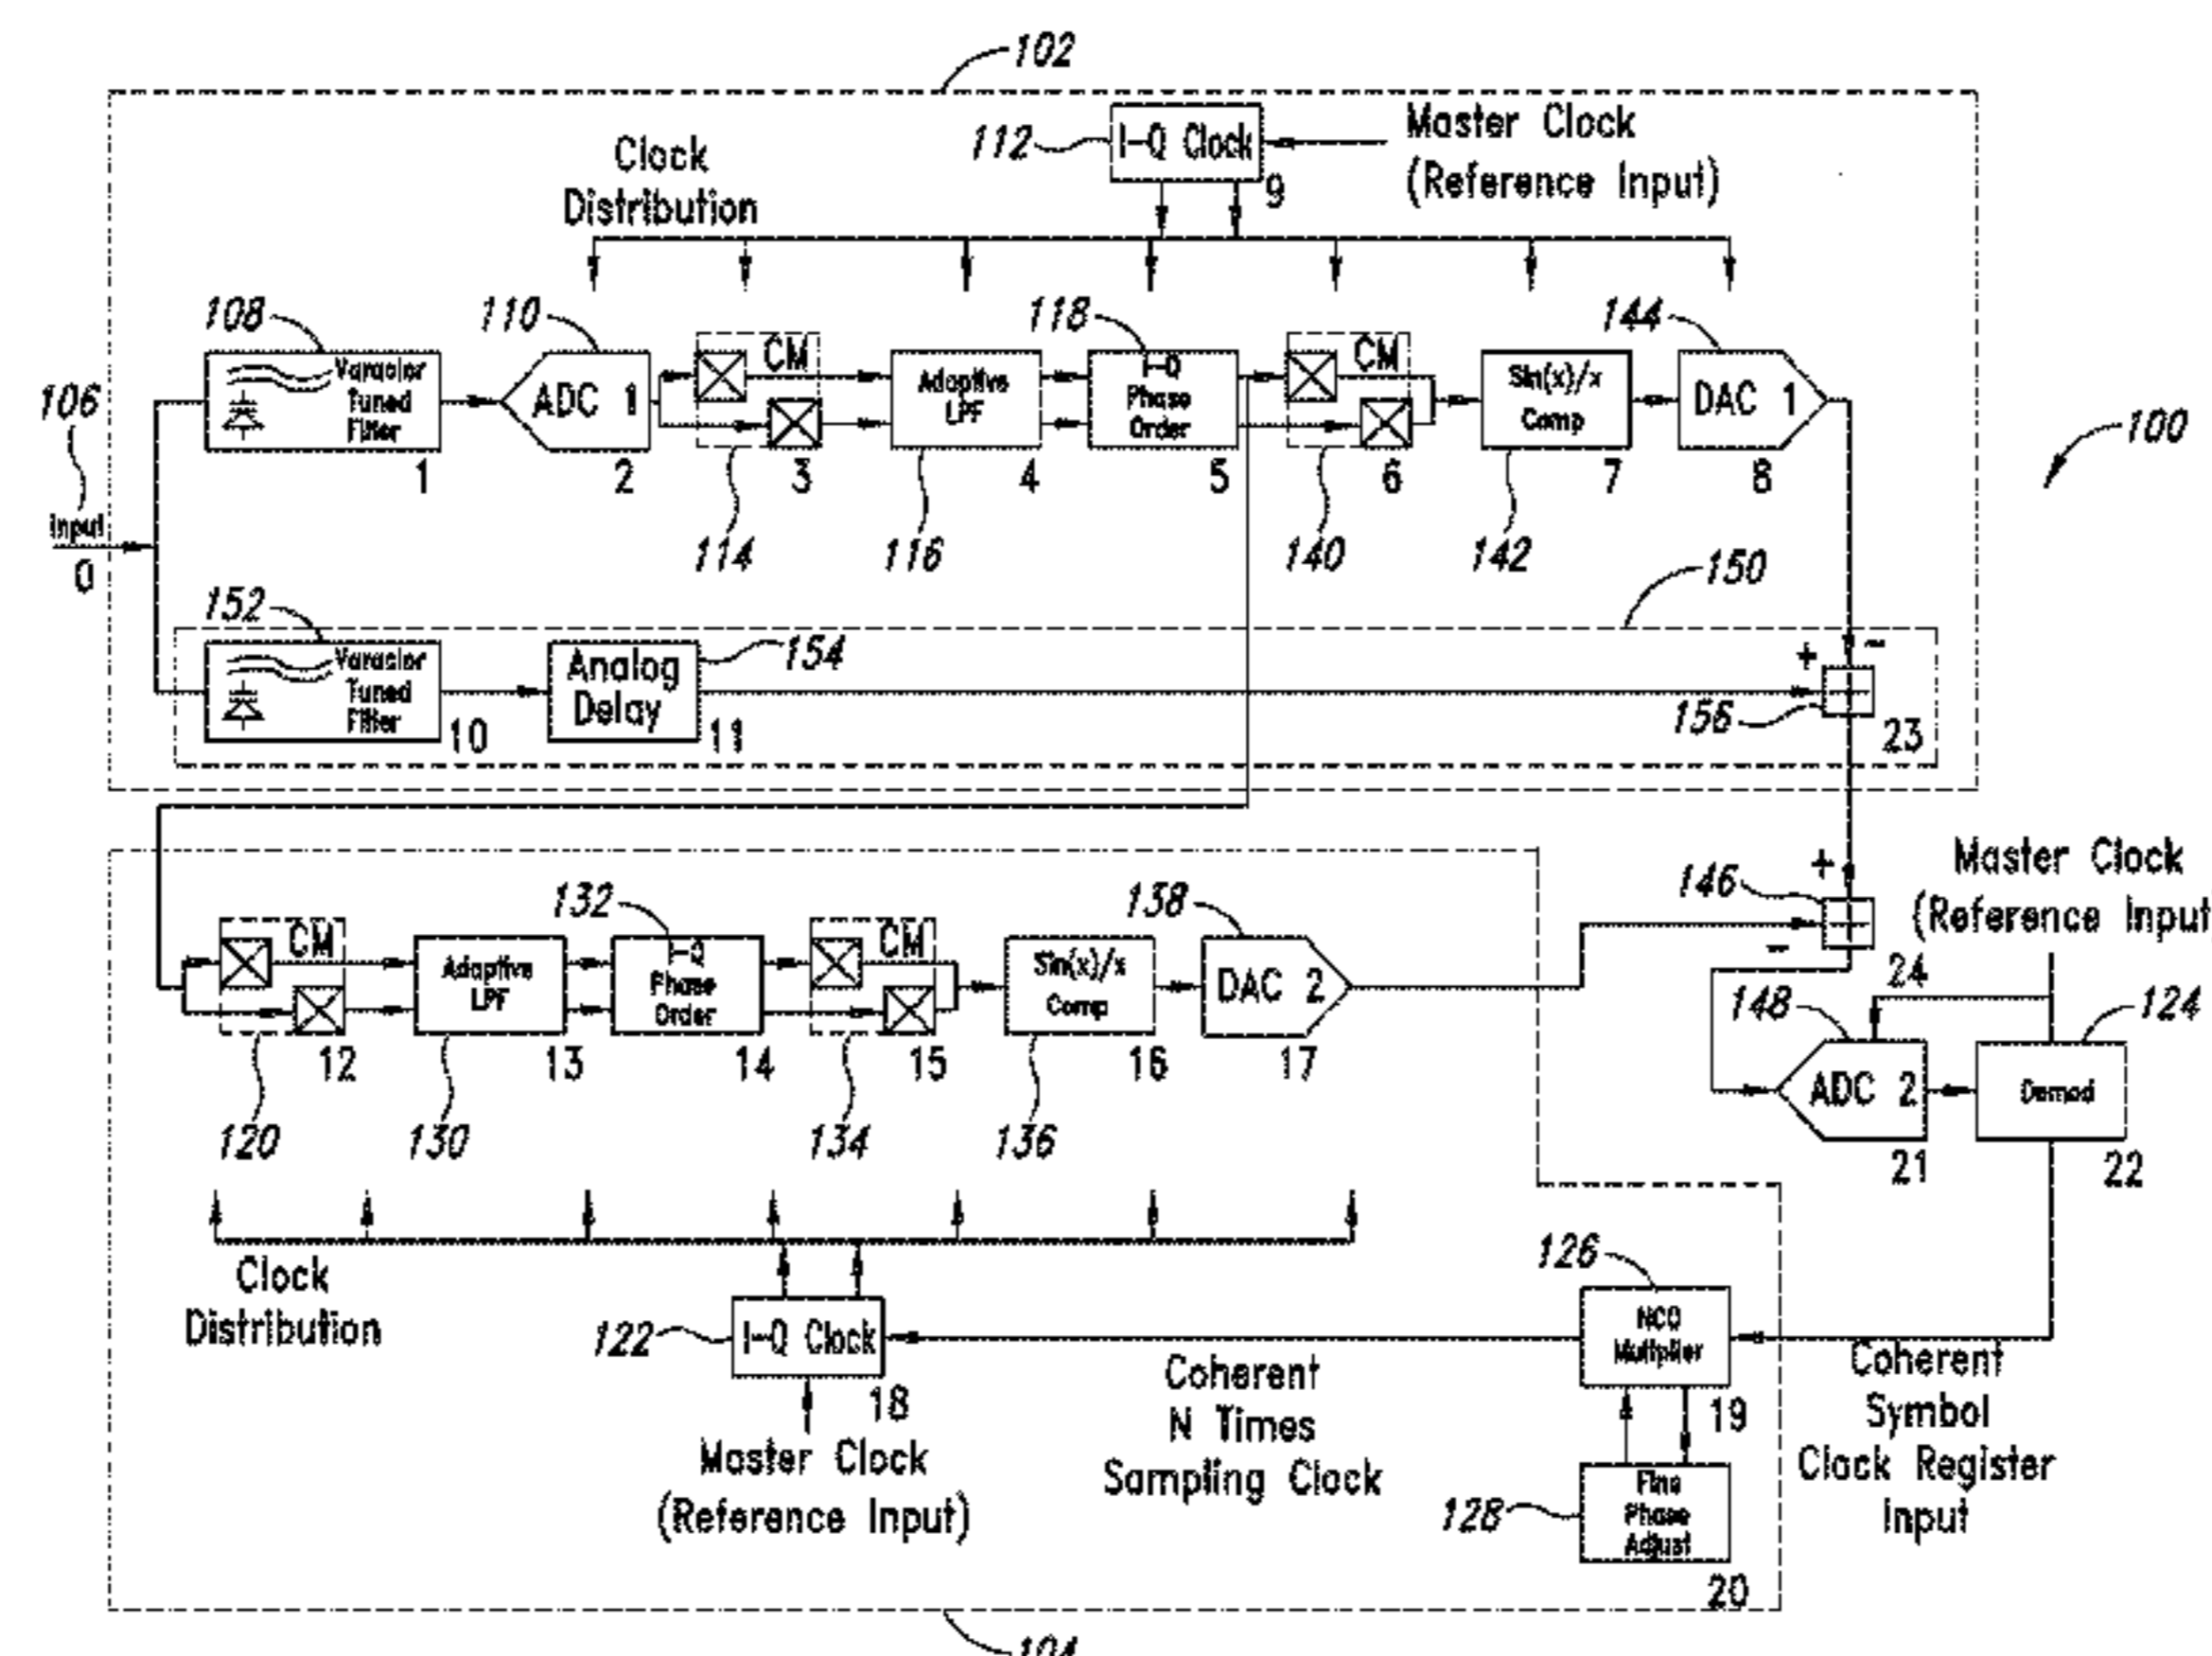 102
112
I-Q Clock
9
Master Clock
(Reference Input)
Clock
Distribution
108
Varactor
Tuned
Filter
1
110
ADC 1
2
CM
3
114
Adaptive
LPF
4
116
118
I-Q
Phase
Order
5
CM
6
140
Sin(x)/x
Comp
7
142
144
DAC 1
8
100
106
Input
0
150
152
Varactor
Tuned
Filter
10
154
Analog
Delay
11
+
-
156
23
CM
12
120
Adaptive
LPF
13
130
132
I-Q
Phase
Order
14
CM
15
134
Sin(x)/x
Comp
16
136
138
DAC 2
17
146
+
-
24
Master Clock
(Reference Input
148
ADC 2
21
124
Demod
22
Clock
Distribution
122
I-Q Clock
18
Master Clock
(Reference Input)
Coherent
N Times
Sampling Clock
126
NCO
Multiplier
19
128
Fine
Phase
Adjust
20
Coherent
Symbol
Clock Register
Input
104